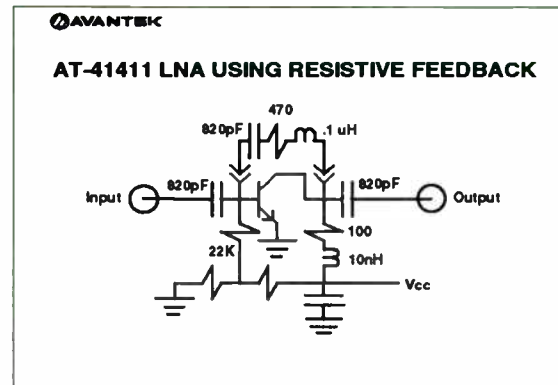 AVANTEK
AT-41411 LNA USING RESISTIVE FEEDBACK
470
820pF
.1 uH
820pF
820pF
Input
Output
100
22K
10nH
Vcc